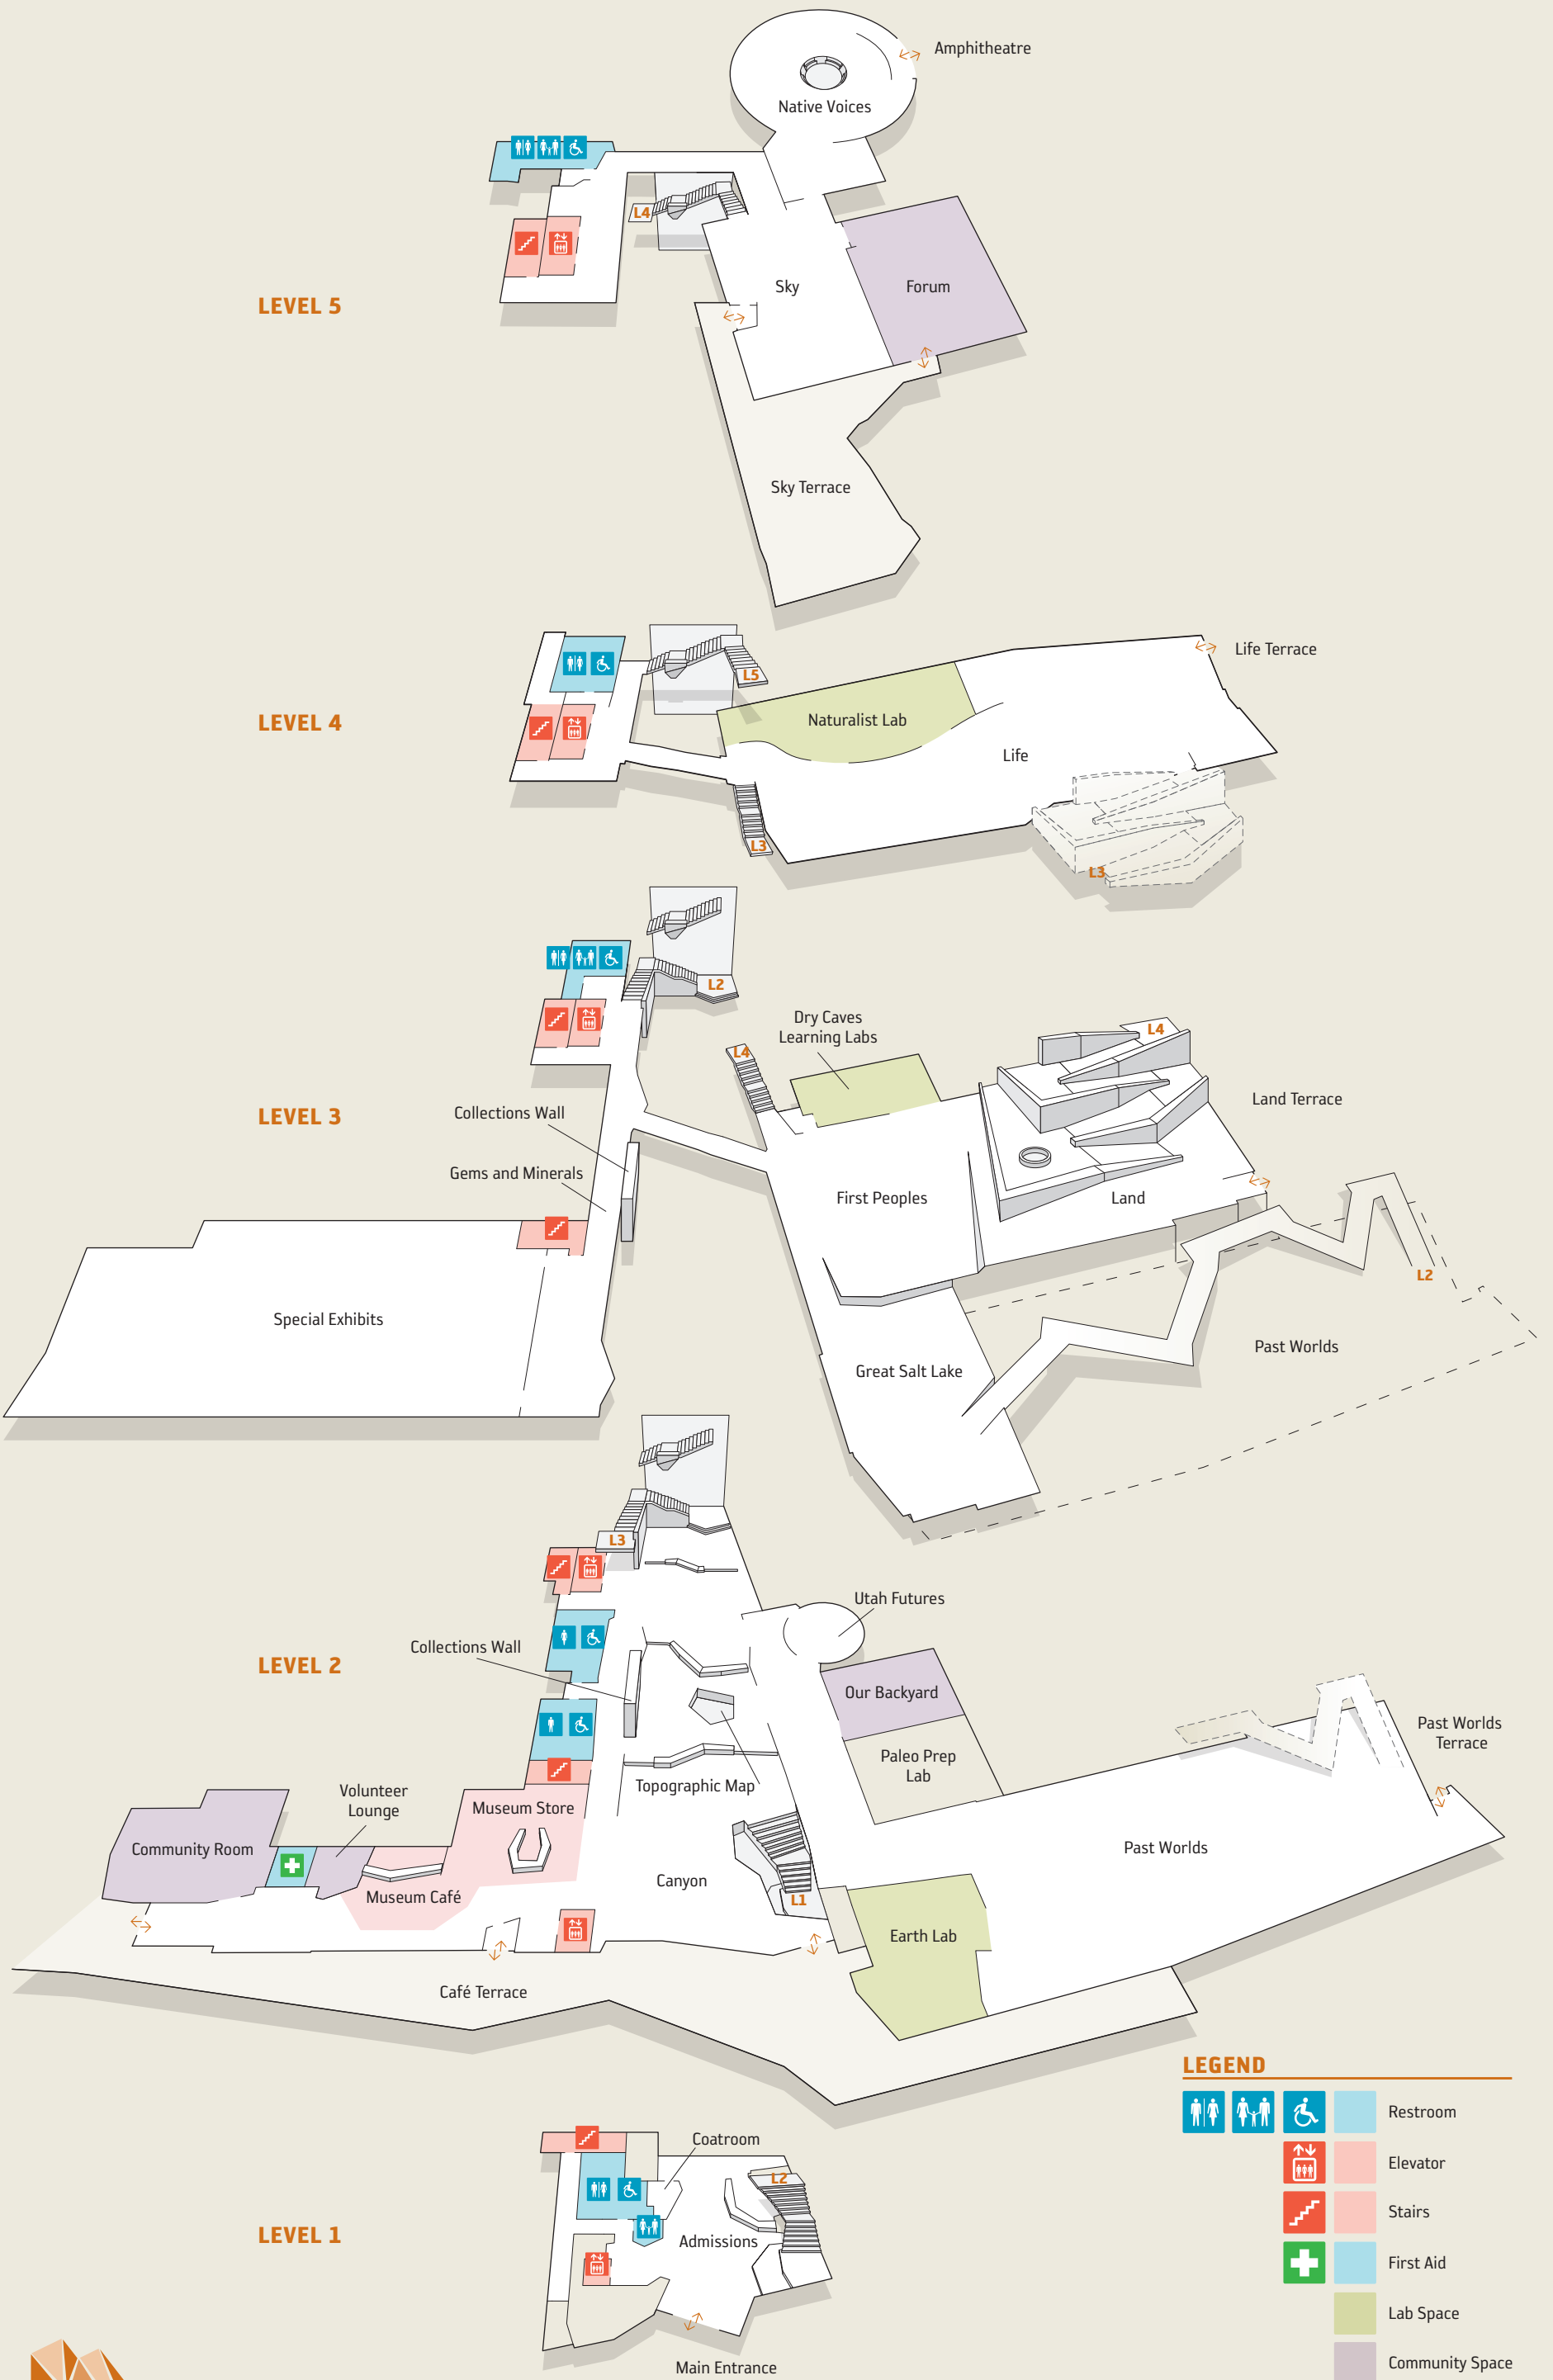 Amphitheatre
Native Voices
L4
LEVEL 5
Sky
Forum
Sky Terrace
Life Terrace
L5
LEVEL 4
Naturalist Lab
Life
L3
L3
L2
Dry Caves
Learning Labs
L4
L4
LEVEL 3
Collections Wall
Land Terrace
Gems and Minerals
First Peoples
Land
L2
Special Exhibits
Past Worlds
Great Salt Lake
L3
Utah Futures
Collections Wall
LEVEL 2
Our Backyard
Past Worlds
Terrace
Paleo Prep
Lab
Topographic Map
Volunteer
Lounge
Museum Store
Community Room
Past Worlds
Canyon
Museum Café
L1
Earth Lab
Café Terrace
LEGEND
Restroom
Coatroom
Elevator
L2
Stairs
LEVEL 1
Admissions
First Aid
Lab Space
Community Space
Main Entrance